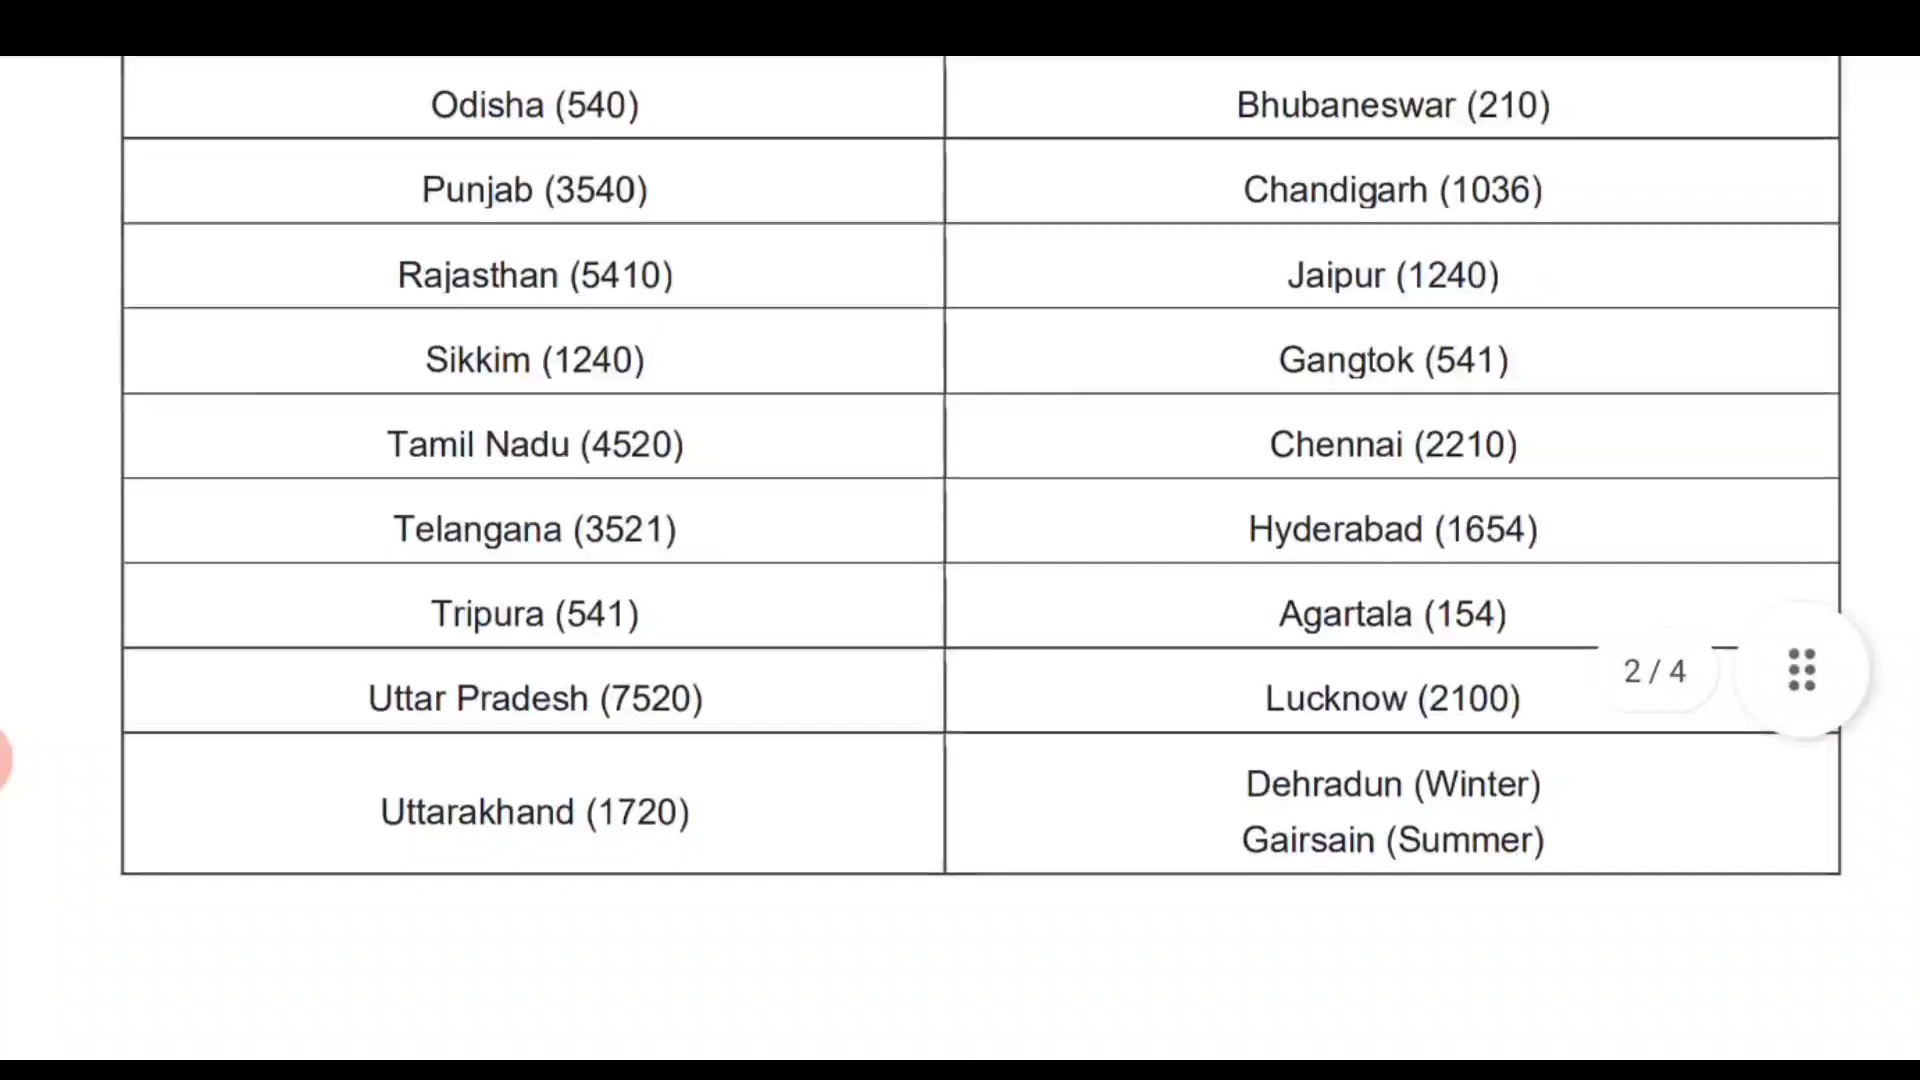 Odisha (540) Bhubaneswar (210)
Punjab (3540) Chandigarh (1036)
Rajasthan (5410) Jaipur (1240)
Sikkim (1240) Gangtok (541)
Tamil Nadu (4520) Chennai (2210)
Telangana (3521) Hyderabad (1654)
Tripura (541) Agartala (154)
2 / 4
Uttar Pradesh (7520) Lucknow (2100)
Uttarakhand (1720) Dehradun (Winter)
Gairsain (Summer)